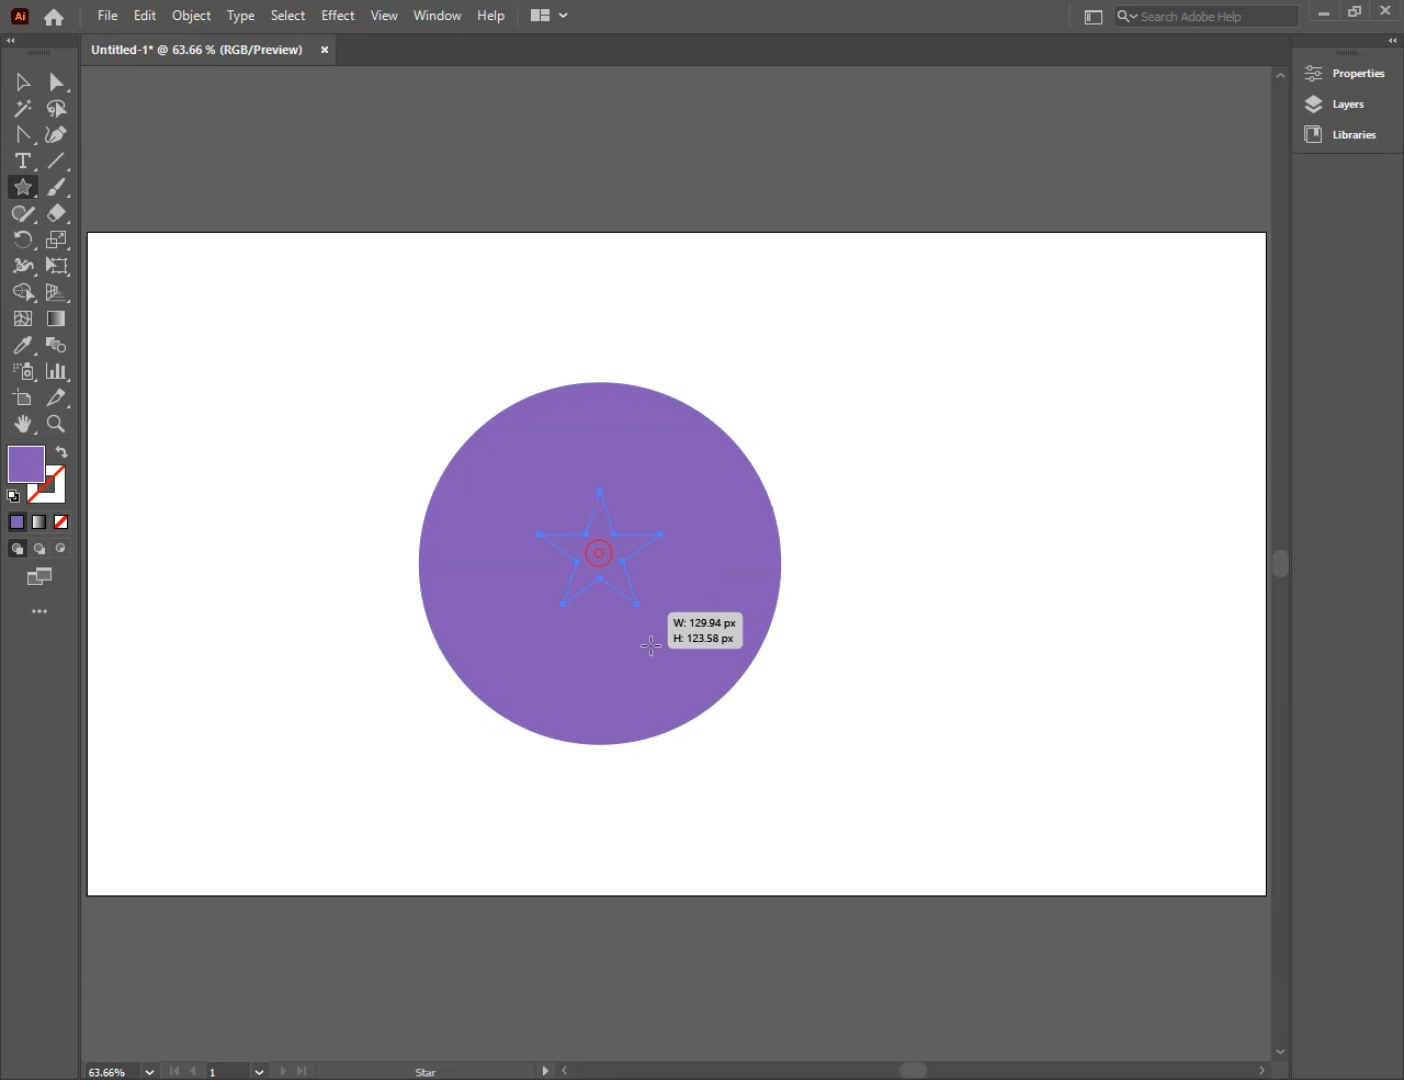 Ai File Edit Object Type Select Effect View Window Help Search Adobe Help
Untitled-1* @ 63.66 % (RGB/Preview)
Properties
Layers
Libraries
W: 129.94 px
H: 123.58 px
63.66% 1 Star